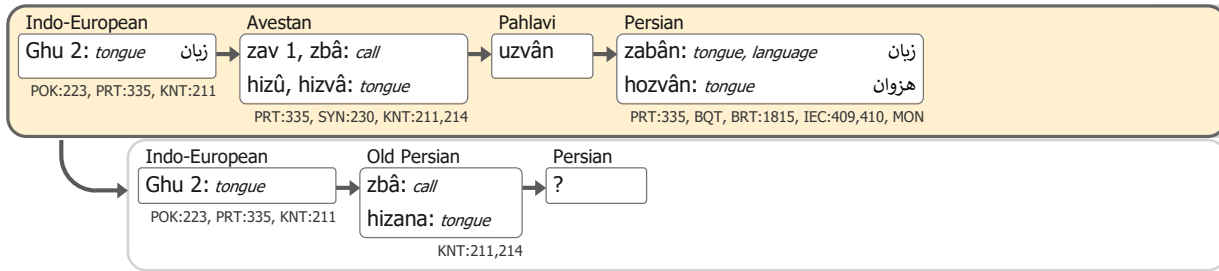 Indo-European Avestan Pahlavi Persian
Ghu 2: tongue زبان zav 1, zbâ: call uzvân zabân: tongue, language زبان
hizû, hizvâ: tongue hozvân: tongue هزوان
POK:223, PRT:335, KNT:211
PRT:335, SYN:230, KNT:211,214 PRT:335, BQT, BRT:1815, IEC:409,410, MON
Indo-European Old Persian Persian
Ghu 2: tongue zbâ: call ?
hizana: tongue
POK:223, PRT:335, KNT:211
KNT:211,214